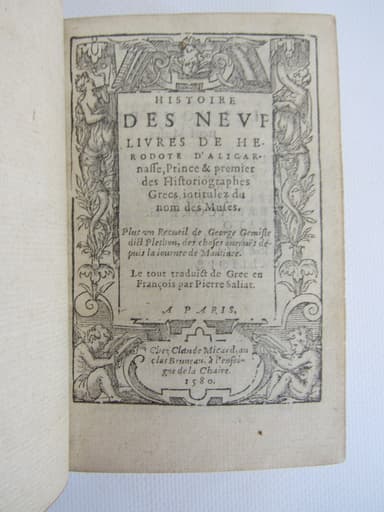 HISTOIRE
DES NEVF
LIVRES DE HE-
RODOTE D'ALICAR-
nasse, Prince & premier
des Historiographes
Grecs, intitulez du
nom des Muses.
Plus un Recueil de George Gemiste
dict Plethon, des choses auenues de-
puis la iournee de Mantinee.
Le tout traduict de Grec en
François par Pierre Saliat.
A PARIS,
Chez Claude Micard, au
clos Bruneau, à l'ensei-
gne de la Chaire.
1580.